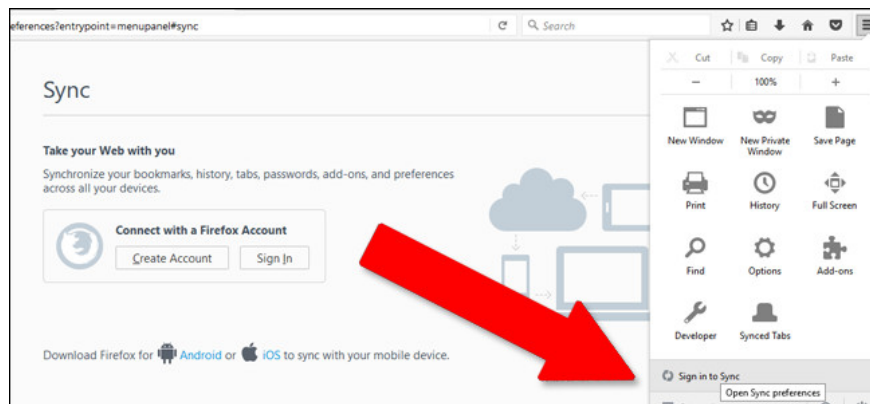 eferences?entrypoint=menupanel#sync
Search
Cut
Copy
Paste
100%
Sync
Take your Web with you
Synchronize your bookmarks, history, tabs, passwords, add-ons, and preferences
across all your devices.
Connect with a Firefox Account
Create Account
Sign In
Download Firefox for Android or iOS to sync with your mobile device.
New Window
New Private
Window
Save Page
Print
History
Full Screen
Find
Options
Add-ons
Developer
Synced Tabs
Sign in to Sync
Open Sync preferences